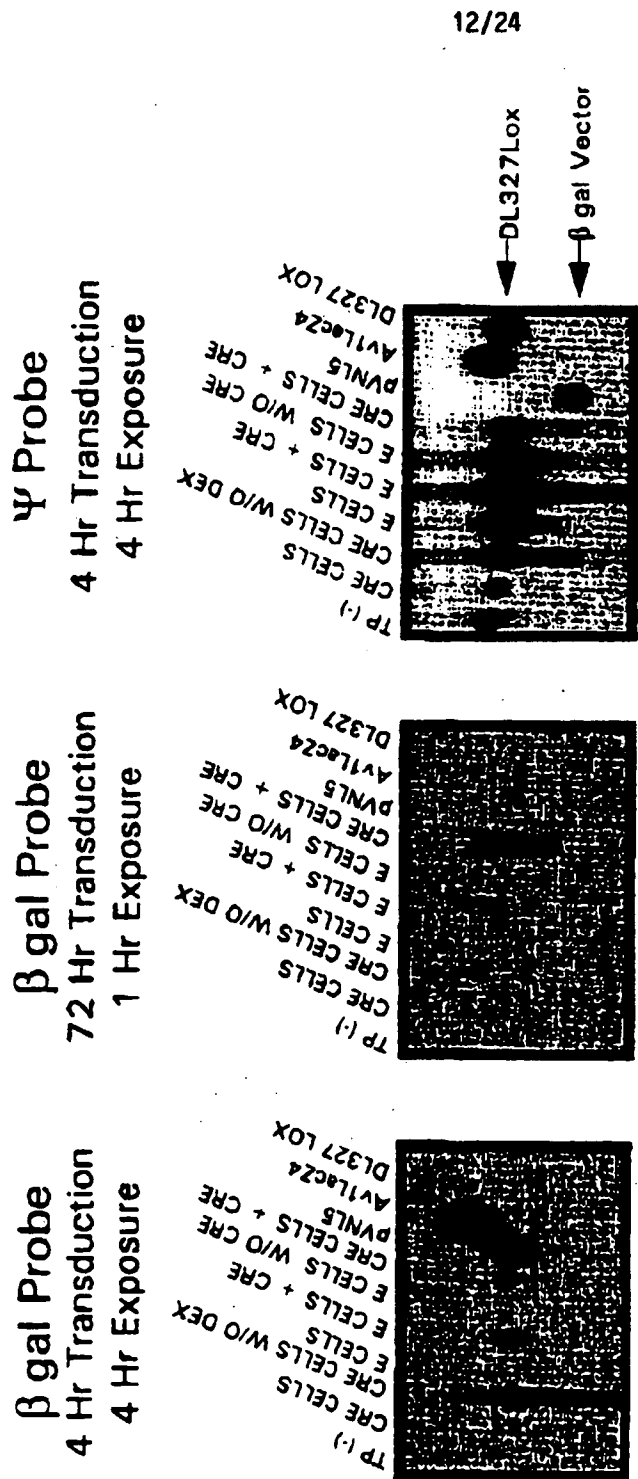 12/24
β gal Probe
4 Hr Transduction
4 Hr Exposure
TP (-)
CRE CELLS
CRE CELLS W/O DEX
E CELLS
E CELLS + CRE
E CELLS W/O CRE
CRE CELLS + CRE
pVNL5
Av1LacZ4
DL327 LOX
β gal Probe
72 Hr Transduction
1 Hr Exposure
TP (-)
CRE CELLS
CRE CELLS W/O DEX
E CELLS
E CELLS + CRE
E CELLS W/O CRE
CRE CELLS + CRE
pVNL5
Av1LacZ4
DL327 LOX
Ψ Probe
4 Hr Transduction
4 Hr Exposure
TP (-)
CRE CELLS
CRE CELLS W/O DEX
E CELLS
E CELLS + CRE
E CELLS W/O CRE
CRE CELLS + CRE
pVNL5
Av1LacZ4
DL327 LOX
DL327Lox
β gal Vector